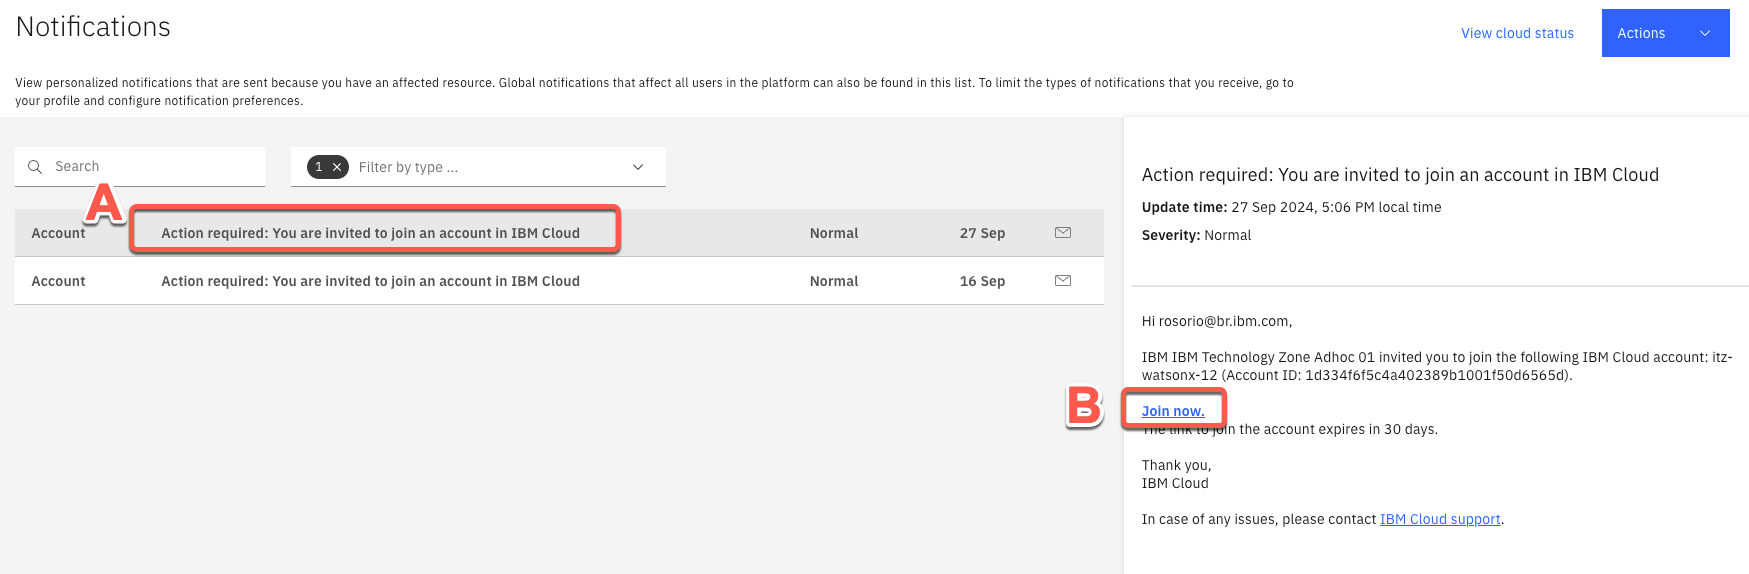 Notifications
View cloud status
Actions
View personalized notifications that are sent because you have an affected resource. Global notifications that affect all users in the platform can also be found in this list. To limit the types of notifications that you receive, go to
your profile and configure notification preferences.
Search
1 × Filter by type ...
A
Account Action required: You are invited to join an account in IBM Cloud Normal 27 Sep
Account Action required: You are invited to join an account in IBM Cloud Normal 16 Sep
Action required: You are invited to join an account in IBM Cloud
Update time: 27 Sep 2024, 5:06 PM local time
Severity: Normal
Hi rosorio@br.ibm.com,
IBM IBM Technology Zone Adhoc 01 invited you to join the following IBM Cloud account: itz-
watsonx-12 (Account ID: 1d334f6f5c4a402389b1001f50d6565d).
B
Join now.
The link to join the account expires in 30 days.
Thank you,
IBM Cloud
In case of any issues, please contact IBM Cloud support.